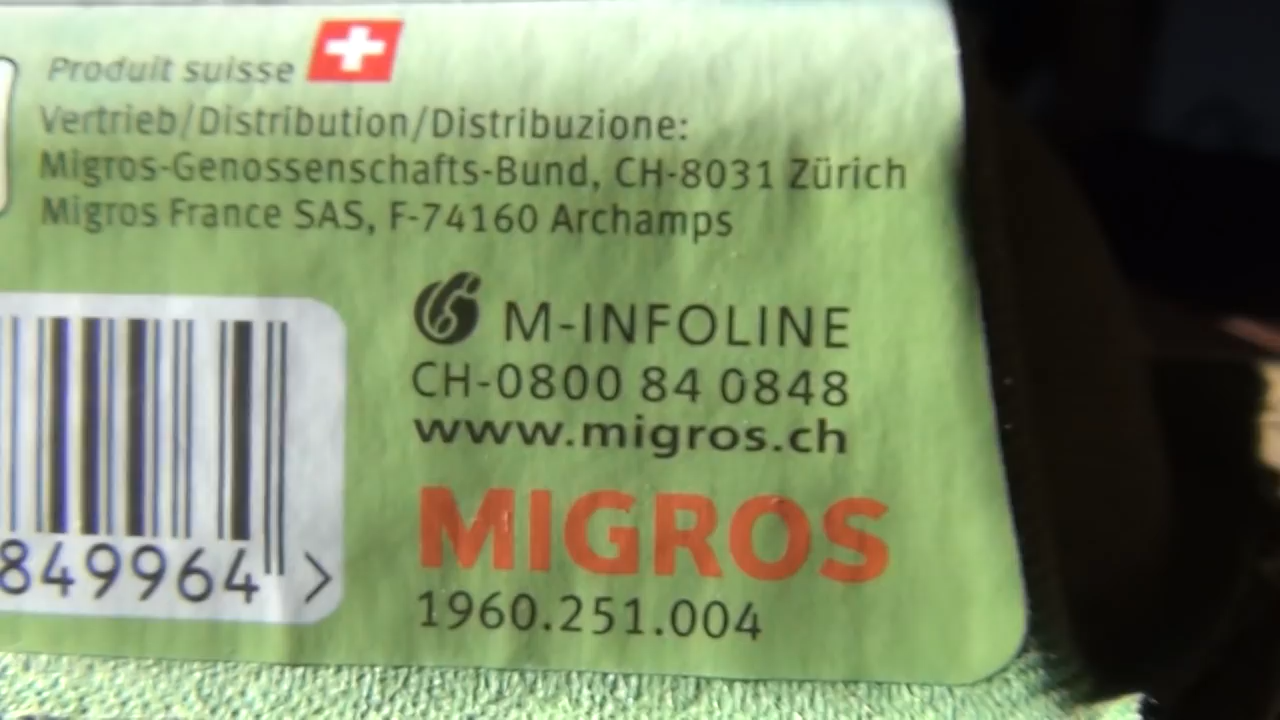 Produit suisse
Vertrieb/Distribution/Distribuzione:
Migros-Genossenschafts-Bund, CH-8031 Zürich
Migros France SAS, F-74160 Archamps
M-INFOLINE
CH-0800 84 0848
www.migros.ch
MIGROS
1960.251.004
849964 >